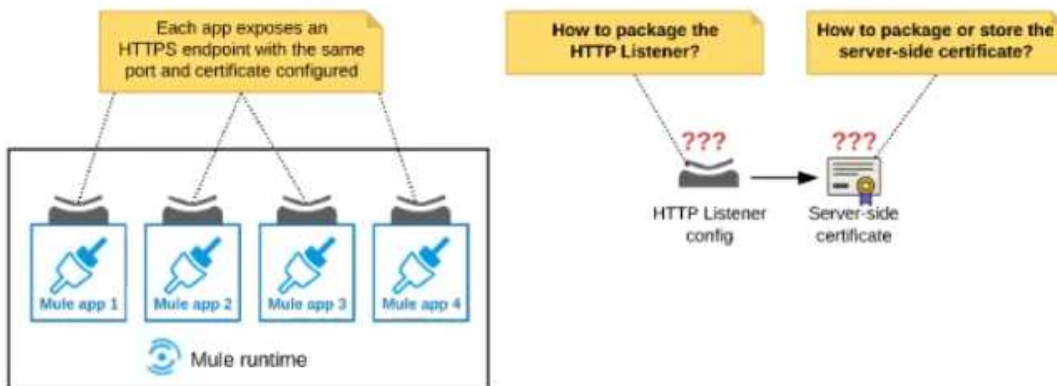 Each app exposes an
HTTPS endpoint with the same
port and certificate configured
How to package the
HTTP Listener?
How to package or store the
server-side certificate?
???
???
HTTP Listener
config
Server-side
certificate
Mule app 1
Mule app 2
Mule app 3
Mule app 4
Mule runtime